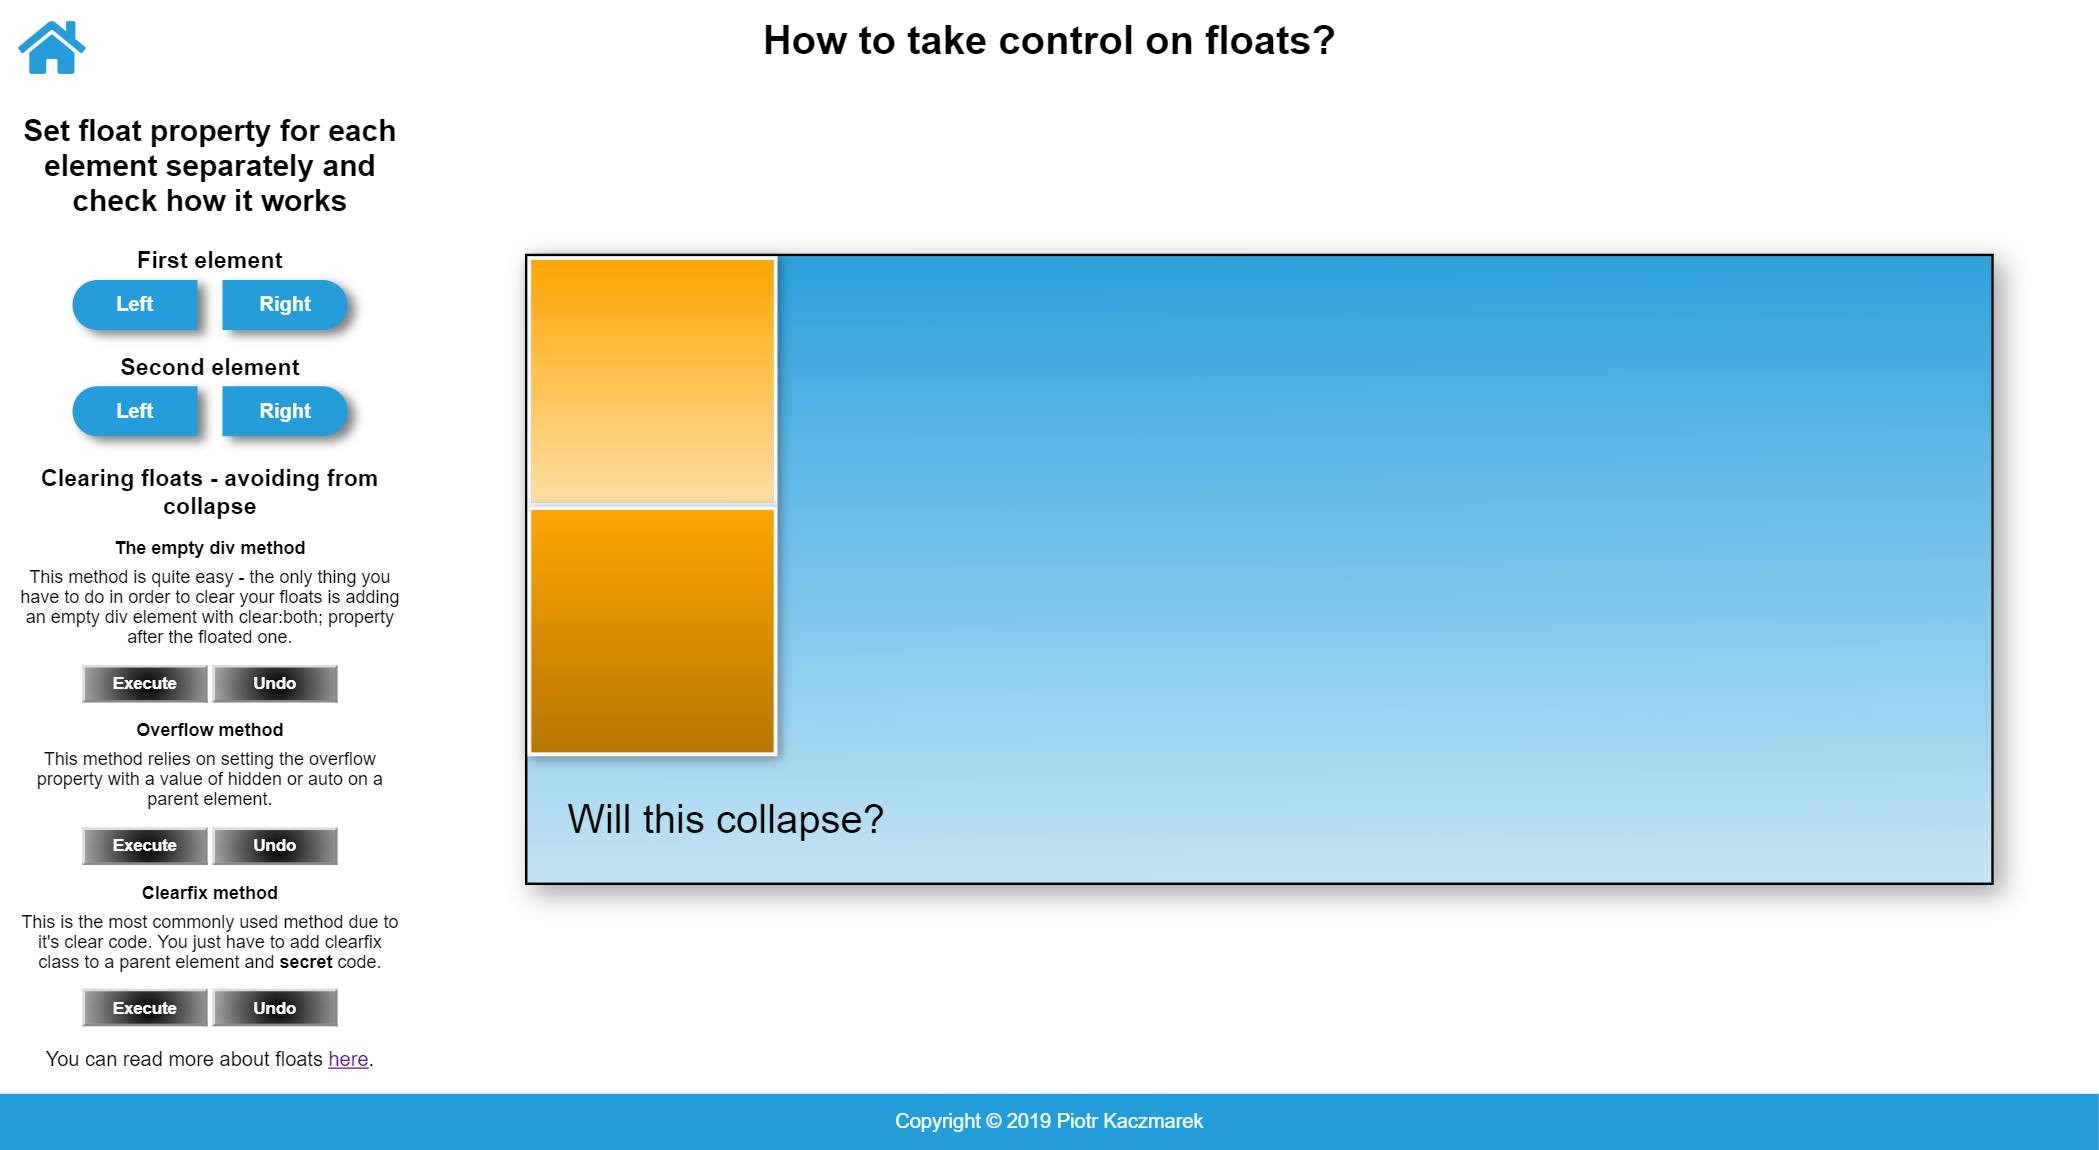 How to take control on floats?
Set float property for each
element separately and
check how it works
First element
Left Right
Second element
Left Right
Clearing floats - avoiding from
collapse
The empty div method
This method is quite easy - the only thing you
have to do in order to clear your floats is adding
an empty div element with clear:both; property
after the floated one.
Execute Undo
Overflow method
This method relies on setting the overflow
property with a value of hidden or auto on a
parent element.
Execute Undo
Clearfix method
This is the most commonly used method due to
it's clear code. You just have to add clearfix
class to a parent element and secret code.
Execute Undo
You can read more about floats here.
Will this collapse?
Copyright © 2019 Piotr Kaczmarek